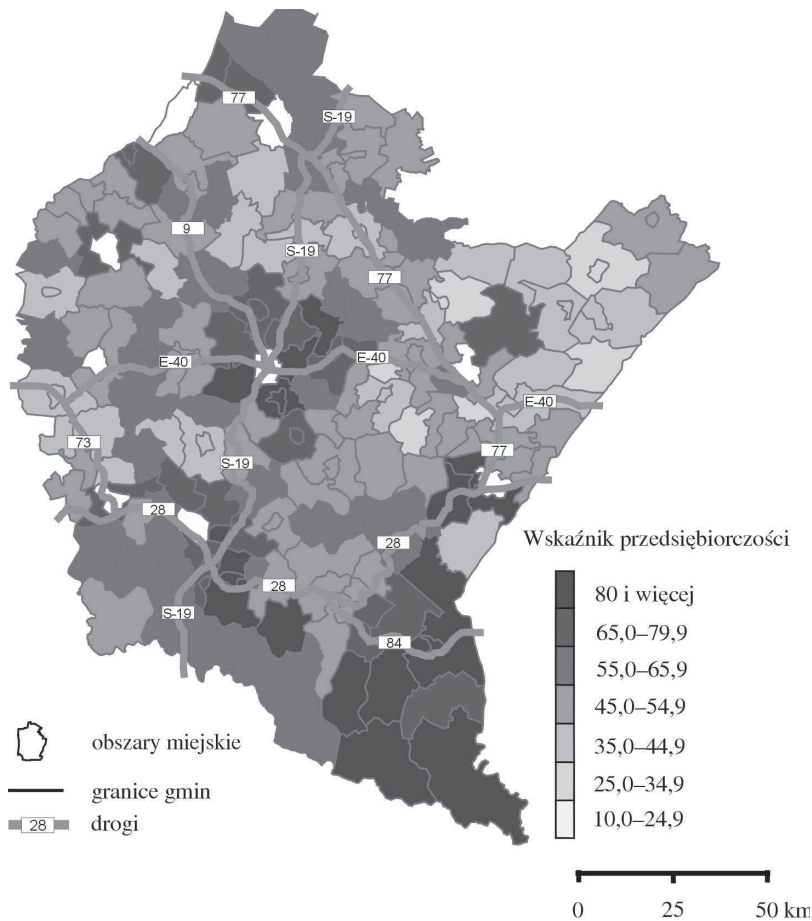 77
S-19
9
S-19
77
E-40
E-40
E-40
73
77
S-19
28
28
28
S-19
84
Wskaźnik przedsiębiorczości
80 i więcej
65,0–79,9
55,0–65,9
45,0–54,9
35,0–44,9
25,0–34,9
10,0–24,9
obszary miejskie
granice gmin
28 drogi
0 25 50 km